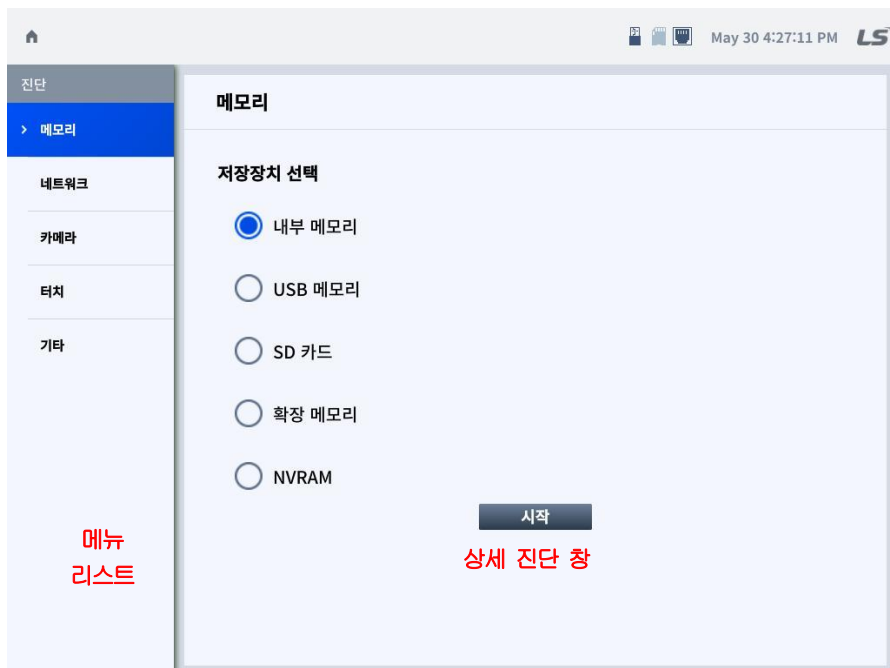 May 30 4:27:11 PM LS
진단
메모리
네트워크
카메라
터치
기타
메뉴
리스트
메모리
저장장치 선택
내부 메모리
USB 메모리
SD 카드
확장 메모리
NVRAM
시작
상세 진단 창